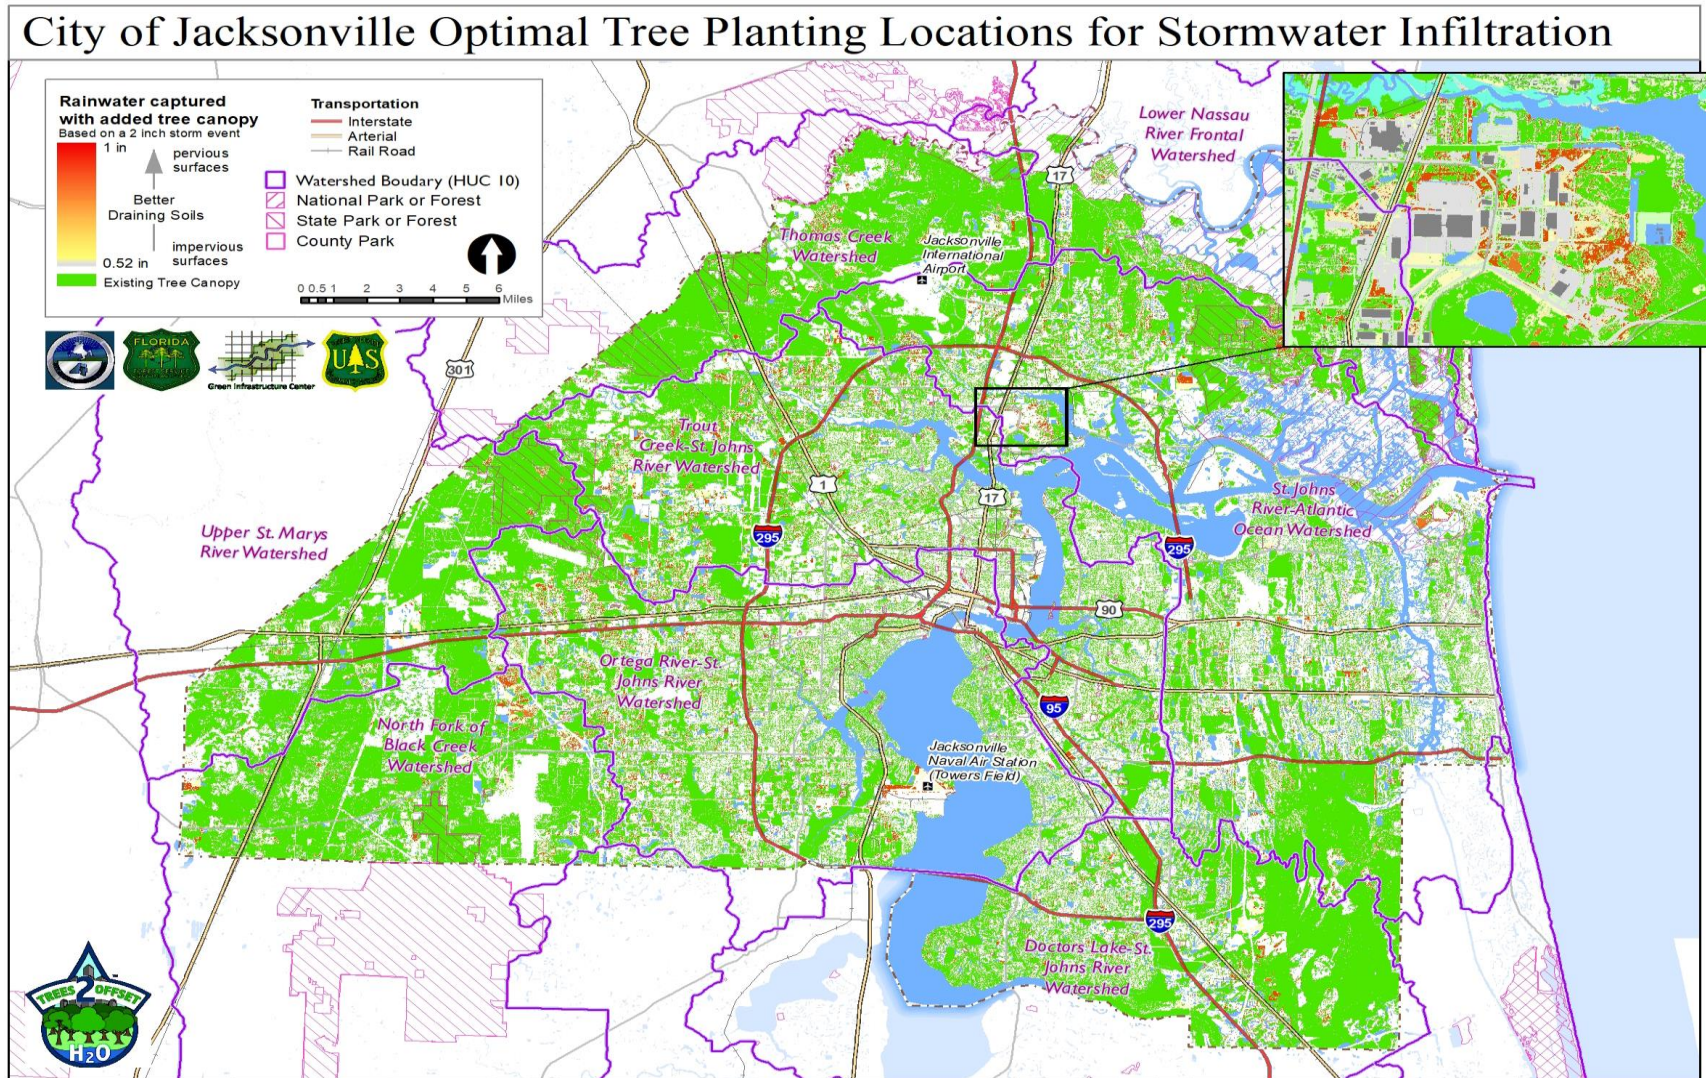 City of Jacksonville Optimal Tree Planting Locations for Stormwater Infiltration
Rainwater captured
with added tree canopy
Based on a 2 inch storm event
1 in
pervious
surfaces
Better
Draining Soils
impervious
surfaces
0.52 in
Existing Tree Canopy
Transportation
Interstate
Arterial
Rail Road
Watershed Boudary (HUC 10)
National Park or Forest
State Park or Forest
County Park
0 0.5 1 2 3 4 5 6
Miles
FLORIDA
Green Infrastructure Center
U S
Lower Nassau
River Frontal
Watershed
17
Thomas Creek
Watershed
Jacksonville
International
Airport
301
Trout
Creek-St. Johns
River Watershed
1
17
St. Johns
River-Atlantic
Ocean Watershed
Upper St. Marys
River Watershed
295
295
90
Ortega River-St.
Johns River
Watershed
95
North Fork of
Black Creek
Watershed
Jacksonville
Naval Air Station
(Towers Field)
295
Doctors Lake-St.
Johns River
Watershed
TREES 2 OFFSET
H2O